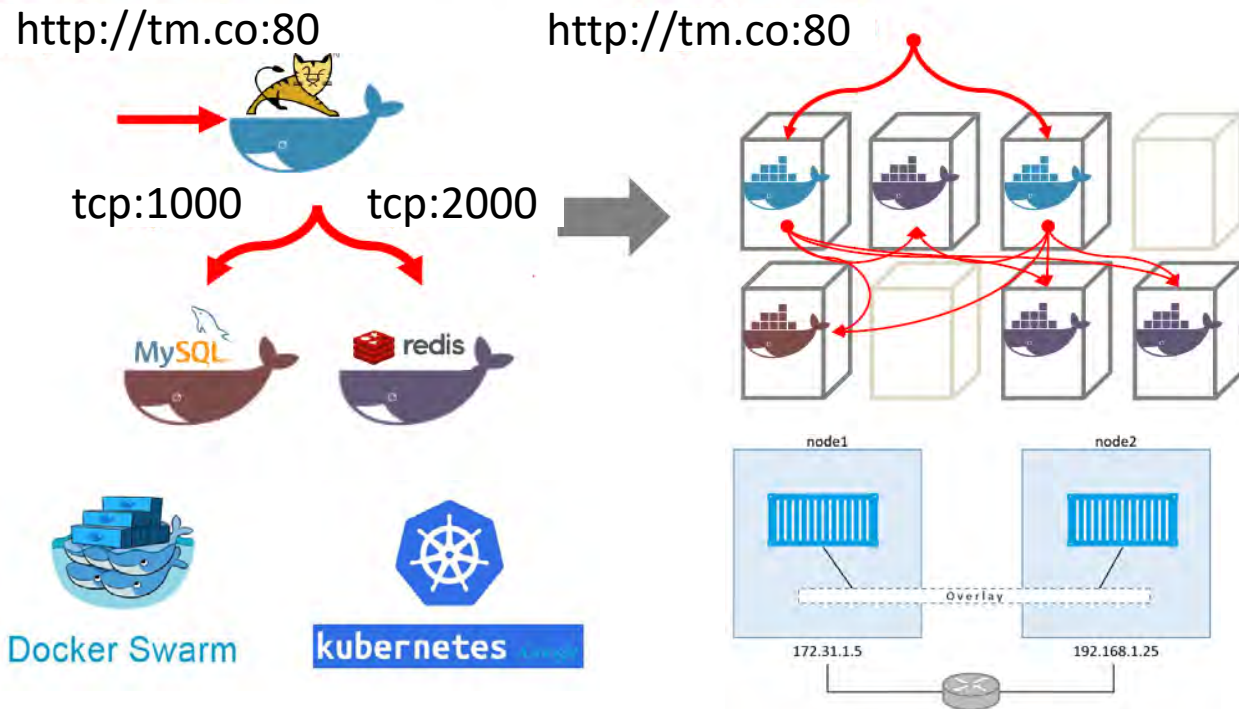 http://tm.co:80
http://tm.co:80
tcp:1000
tcp:2000
MySQL
redis
Docker Swarm
kubernetes
node1
node2
Overlay
172.31.1.5
192.168.1.25